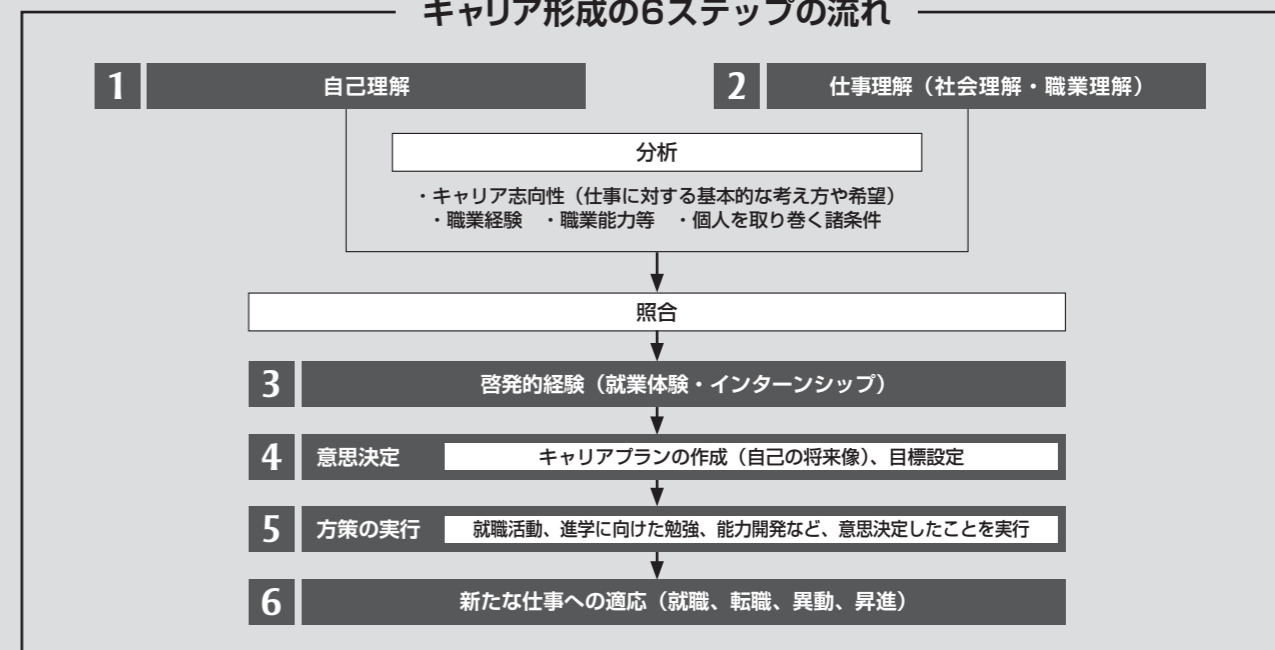 キャリア形成の6ステップの流れ
1 自己理解
2 仕事理解（社会理解・職業理解）
分析
・キャリア志向性（仕事に対する基本的な考え方や希望）
・職業経験　・職業能力等　・個人を取り巻く諸条件
照合
3 啓発的経験（就業体験・インターンシップ）
4 意思決定 キャリアプランの作成（自己の将来像）、目標設定
5 方策の実行 就職活動、進学に向けた勉強、能力開発など、意思決定したことを実行
6 新たな仕事への適応（就職、転職、異動、昇進）